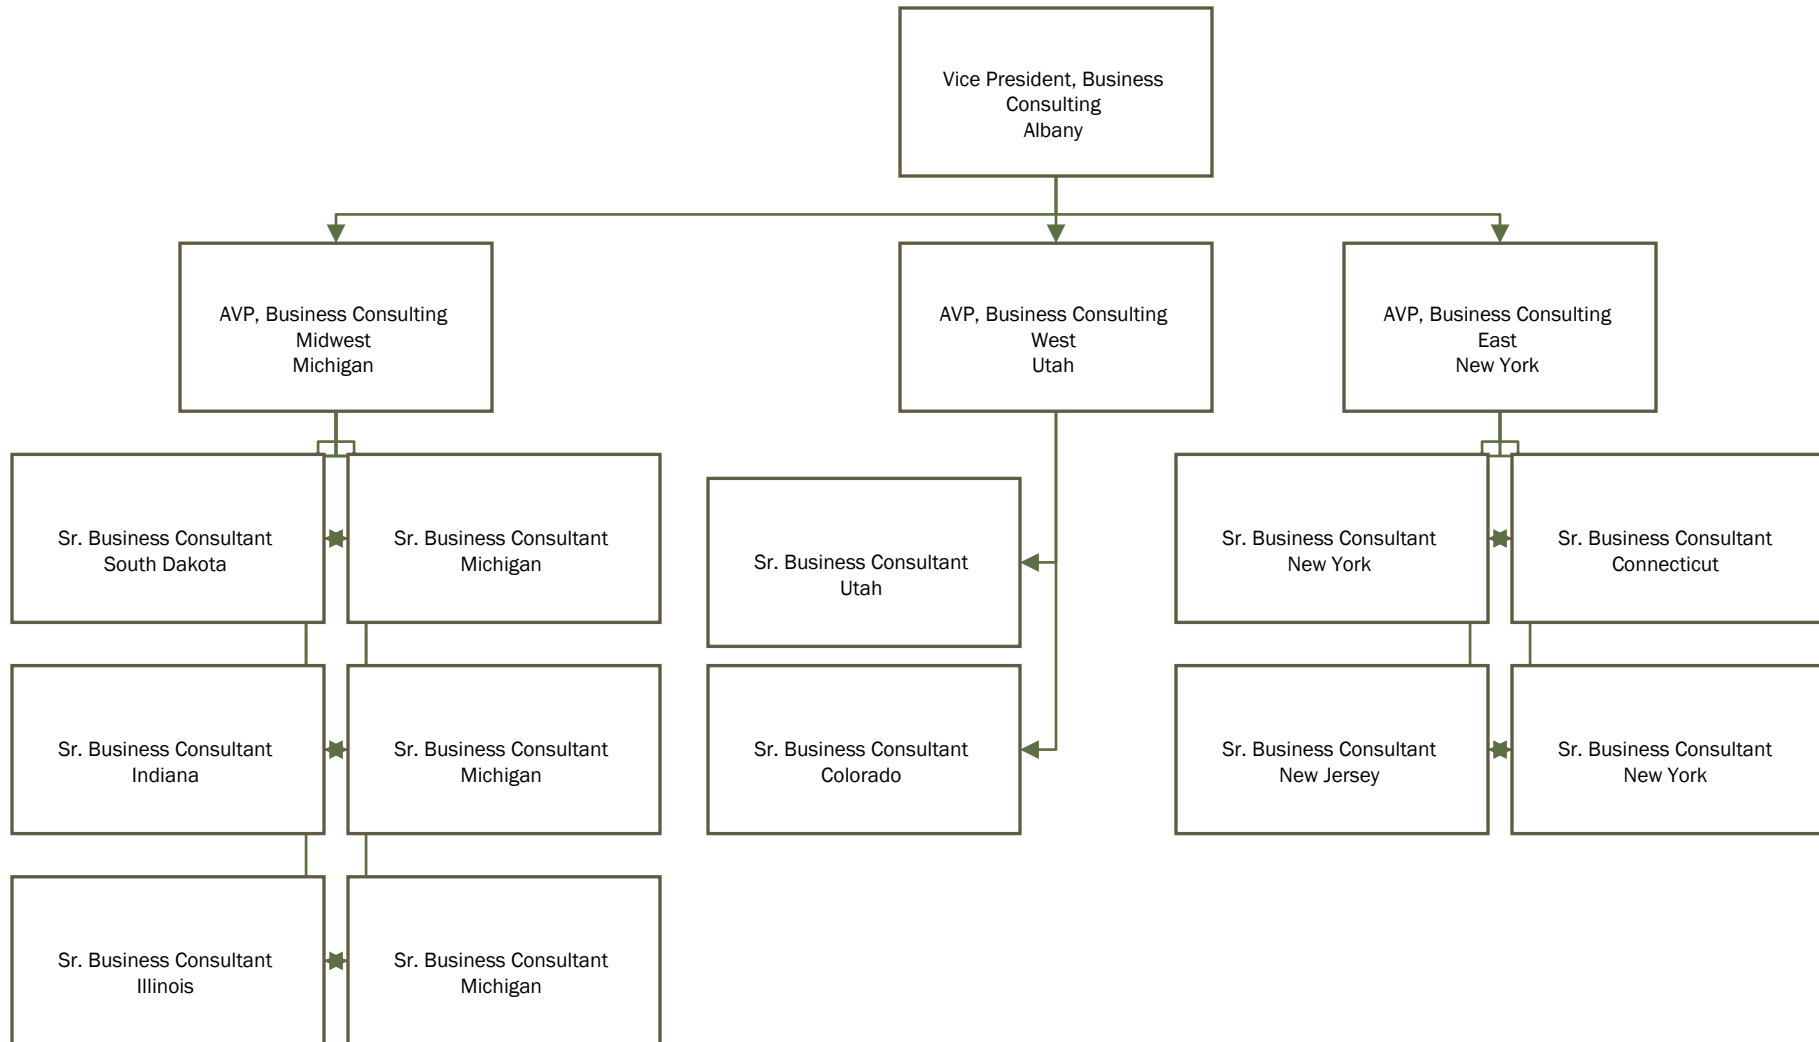 Vice President, Business
Consulting
Albany
AVP, Business Consulting
Midwest
Michigan
AVP, Business Consulting
West
Utah
AVP, Business Consulting
East
New York
Sr. Business Consultant
South Dakota
Sr. Business Consultant
Michigan
Sr. Business Consultant
Utah
Sr. Business Consultant
New York
Sr. Business Consultant
Connecticut
Sr. Business Consultant
Indiana
Sr. Business Consultant
Michigan
Sr. Business Consultant
Colorado
Sr. Business Consultant
New Jersey
Sr. Business Consultant
New York
Sr. Business Consultant
Illinois
Sr. Business Consultant
Michigan